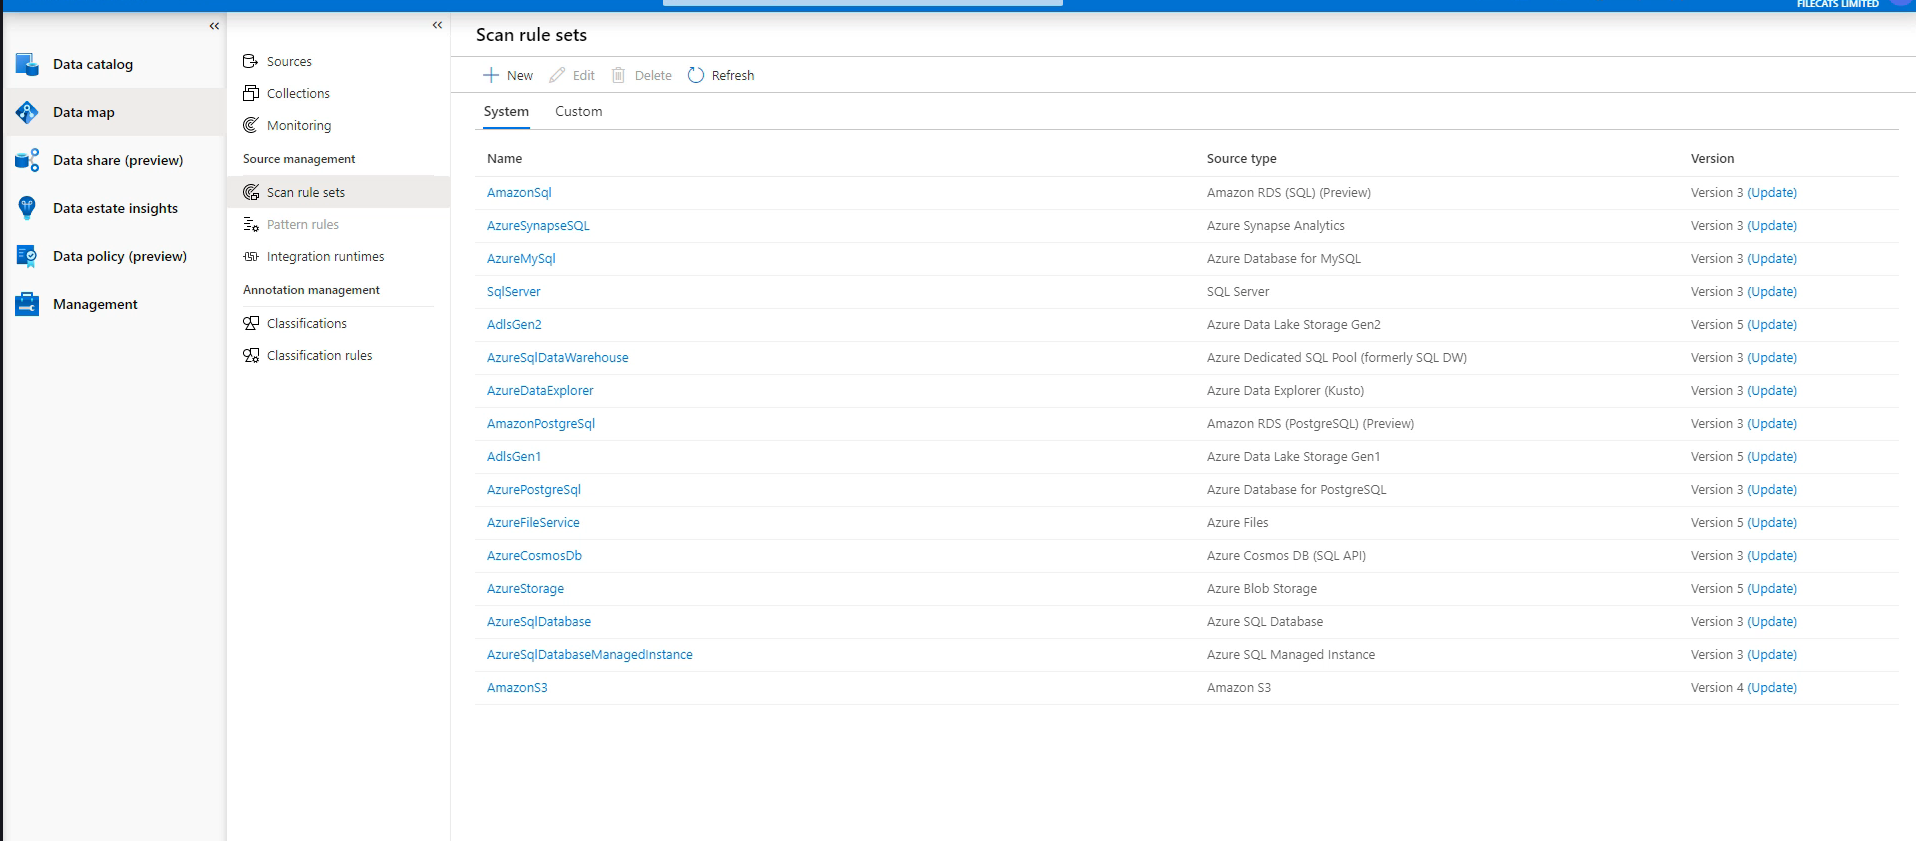 FILECATS LIMITED
Data catalog
Data map
Data share (preview)
Data estate insights
Data policy (preview)
Management
Sources
Collections
Monitoring
Source management
Scan rule sets
Pattern rules
Integration runtimes
Annotation management
Classifications
Classification rules
Scan rule sets
New Edit Delete Refresh
System Custom
Name Source type Version
AmazonSql Amazon RDS (SQL) (Preview) Version 3 (Update)
AzureSynapseSQL Azure Synapse Analytics Version 3 (Update)
AzureMySql Azure Database for MySQL Version 3 (Update)
SqlServer SQL Server Version 3 (Update)
AdlsGen2 Azure Data Lake Storage Gen2 Version 5 (Update)
AzureSqlDataWarehouse Azure Dedicated SQL Pool (formerly SQL DW) Version 3 (Update)
AzureDataExplorer Azure Data Explorer (Kusto) Version 3 (Update)
AmazonPostgreSql Amazon RDS (PostgreSQL) (Preview) Version 3 (Update)
AdlsGen1 Azure Data Lake Storage Gen1 Version 5 (Update)
AzurePostgreSql Azure Database for PostgreSQL Version 3 (Update)
AzureFileService Azure Files Version 5 (Update)
AzureCosmosDb Azure Cosmos DB (SQL API) Version 3 (Update)
AzureStorage Azure Blob Storage Version 5 (Update)
AzureSqlDatabase Azure SQL Database Version 3 (Update)
AzureSqlDatabaseManagedInstance Azure SQL Managed Instance Version 3 (Update)
AmazonS3 Amazon S3 Version 4 (Update)